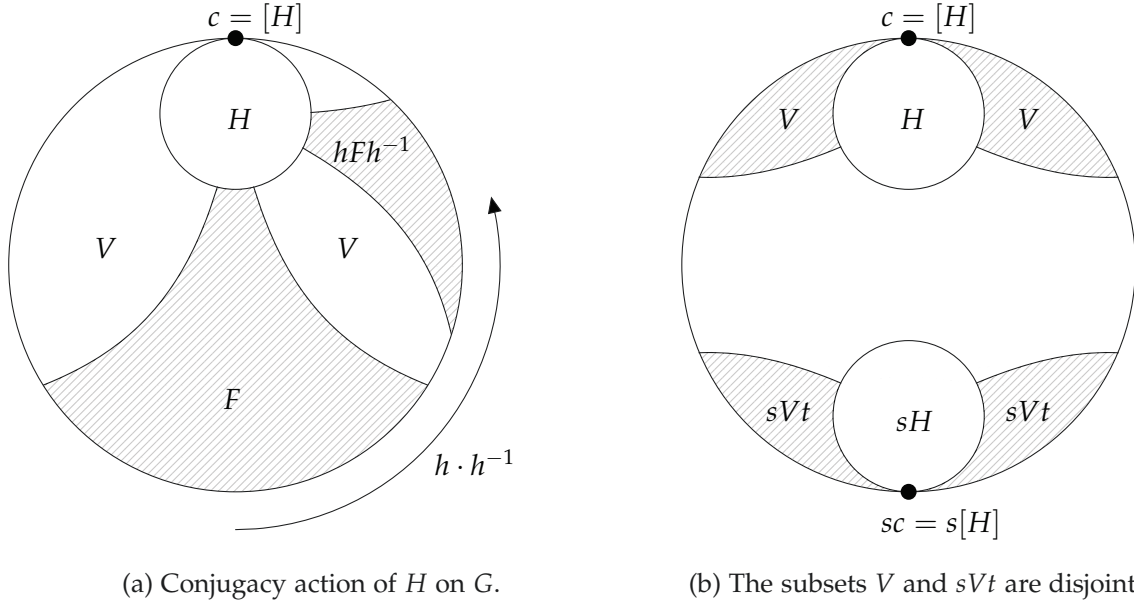 c = [H]
H
hFh⁻¹
V
V
F
h · h⁻¹
(a) Conjugacy action of H on G.
c = [H]
V
H
V
sVt
sH
sVt
sc = s[H]
(b) The subsets V and sVt are disjoint